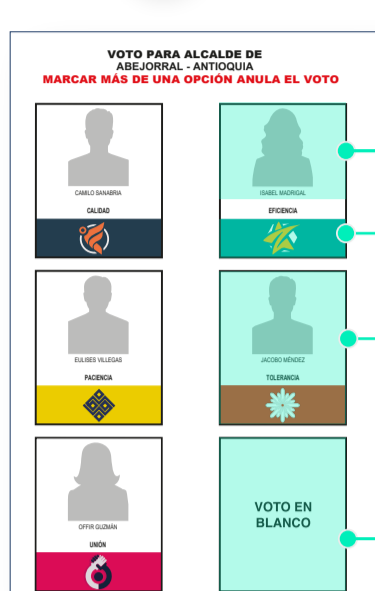 VOTO PARA ALCALDE DE
ABEJORRAL - ANTIOQUIA
MARCAR MÁS DE UNA OPCIÓN ANULA EL VOTO
CAMILO SANABRIA
CALIDAD
ISABEL MADRIGAL
EFICIENCIA
EULISES VILLEGAS
PACIENCIA
JACOBO MÉNDEZ
TOLERANCIA
OFFIR GUZMÁN
UNIÓN
VOTO EN
BLANCO